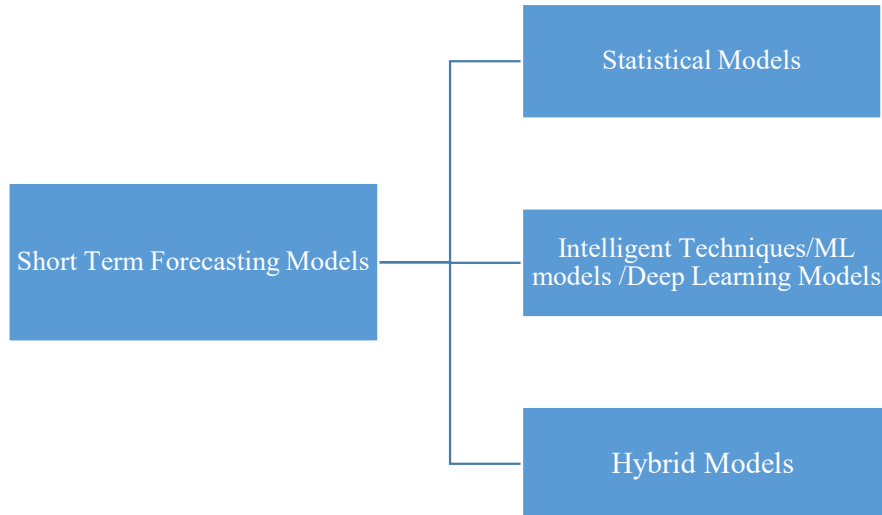 Statistical Models
Short Term Forecasting Models
Intelligent Techniques/ML
models /Deep Learning Models
Hybrid Models